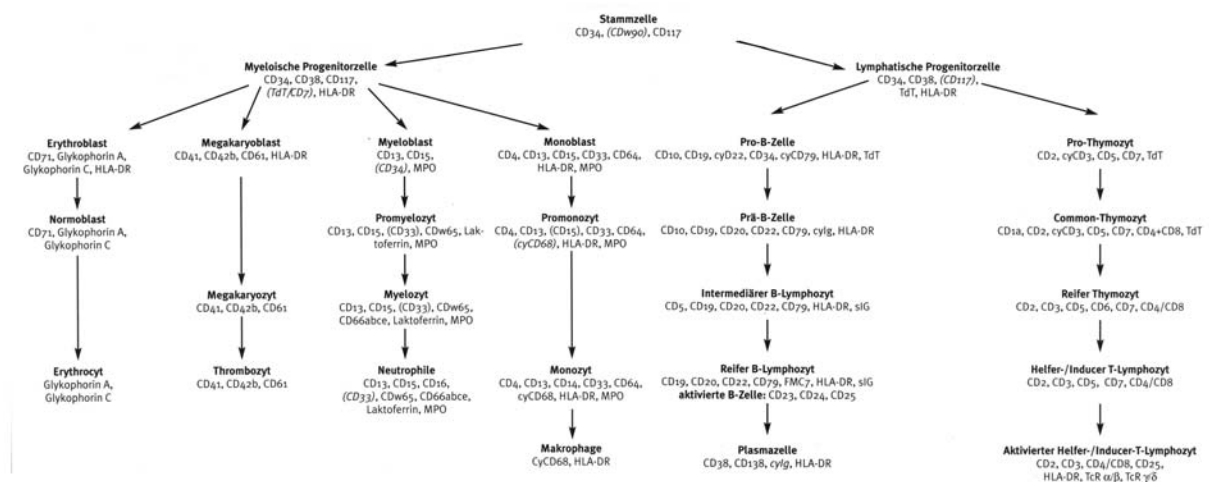 Stammzelle
CD34, (CDw90), CD117
Myeloische Progenitorzelle
CD34, CD38, CD117,
(TdT/CD7), HLA-DR
Lymphatische Progenitorzelle
CD34, CD38, (CD117),
TdT, HLA-DR
Erythroblast
CD71, Glykophorin A,
Glykophorin C, HLA-DR
Megakaryoblast
CD41, CD42b, CD61, HLA-DR
Myeloblast
CD13, CD15,
(CD34), MPO
Monoblast
CD4, CD13, CD15, CD33, CD64,
HLA-DR, MPO
Pro-B-Zelle
CD10, CD19, cyD22, CD34, cyCD79, HLA-DR, TdT
Pro-Thymozyt
CD2, cyCD3, CD5, CD7, TdT
Normoblast
CD71, Glykophorin A,
Glykophorin C
Promyelozyt
CD13, CD15, (CD33), CDw65, Lak-
toferrin, MPO
Promonozyt
CD4, CD13, (CD15), CD33, CD64,
(cyCD68), HLA-DR, MPO
Prä-B-Zelle
CD10, CD19, CD20, CD22, CD79, cyIg, HLA-DR
Common-Thymozyt
CD1a, CD2, cyCD3, CD5, CD7, CD4+CD8, TdT
Megakaryozyt
CD41, CD42b, CD61
Myelozyt
CD13, CD15, (CD33), CDw65,
CD66abce, Laktoferrin, MPO
Intermediärer B-Lymphozyt
CD5, CD19, CD20, CD22, CD79, HLA-DR, sIG
Reifer Thymozyt
CD2, CD3, CD5, CD6, CD7, CD4/CD8
Erythrocyt
Glykophorin A,
Glykophorin C
Thrombozyt
CD41, CD42b, CD61
Neutrophile
CD13, CD15, CD16,
(CD33), CDw65, CD66abce,
Laktoferrin, MPO
Monozyt
CD4, CD13, CD14, CD33, CD64,
cyCD68, HLA-DR, MPO
Reifer B-Lymphozyt
CD19, CD20, CD22, CD79, FMC7, HLA-DR, sIG
aktivierte B-Zelle: CD23, CD24, CD25
Helfer-/Inducer T-Lymphozyt
CD2, CD3, CD5, CD7, CD4/CD8
Makrophage
CyCD68, HLA-DR
Plasmazelle
CD38, CD138, cyIg, HLA-DR
Aktivierter Helfer-/Inducer-T-Lymphozyt
CD2, CD3, CD4/CD8, CD25,
HLA-DR, TcR α/β, TcR γ/δ